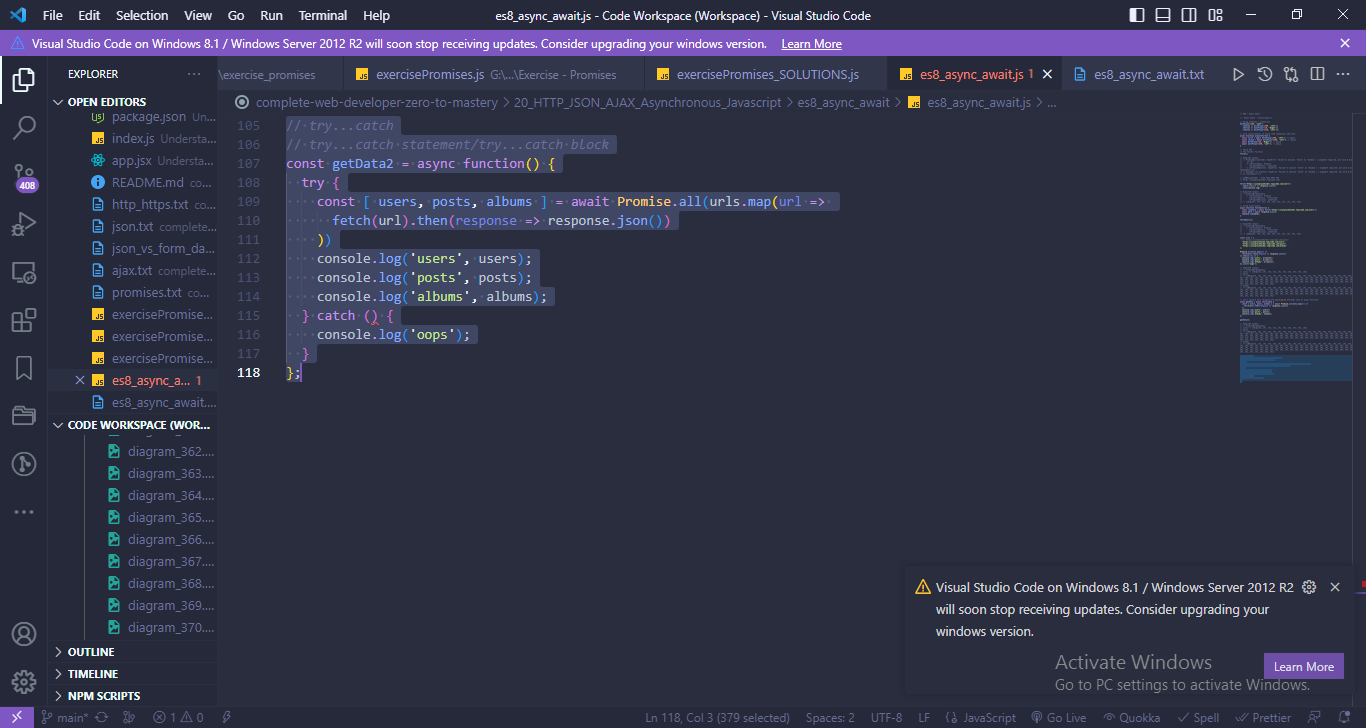 File Edit Selection View Go Run Terminal Help
es8_async_await.js - Code Workspace (Workspace) - Visual Studio Code
Visual Studio Code on Windows 8.1 / Windows Server 2012 R2 will soon stop receiving updates. Consider upgrading your windows version. Learn More
EXPLORER
\exercise_promises
exercisePromises.js G:\...\Exercise - Promises
exercisePromises_SOLUTIONS.js
es8_async_await.js 1
es8_async_await.txt
OPEN EDITORS
package.json Un...
index.js Understa...
app.jsx Understa...
README.md co...
http_https.txt co...
json.txt complete...
json_vs_form_da...
ajax.txt complete...
promises.txt co...
exercisePromise...
exercisePromise...
exercisePromise...
es8_async_a... 1
es8_async_await....
408
CODE WORKSPACE (WOR...
diagram_362....
diagram_363....
diagram_364....
diagram_365....
diagram_366....
diagram_367....
diagram_368....
diagram_369....
diagram_370....
OUTLINE
TIMELINE
NPM SCRIPTS
complete-web-developer-zero-to-mastery > 20_HTTP_JSON_AJAX_Asynchronous_Javascript > es8_async_await > es8_async_await.js > ...
105 // try...catch
106 // try...catch statement/try...catch block
107 const getData2 = async function() {
108 try {
109 const [ users, posts, albums ] = await Promise.all(urls.map(url =>
110 fetch(url).then(response => response.json())
111 ))
112 console.log('users', users);
113 console.log('posts', posts);
114 console.log('albums', albums);
115 } catch () {
116 console.log('oops');
117 }
118 };
Visual Studio Code on Windows 8.1 / Windows Server 2012 R2
will soon stop receiving updates. Consider upgrading your
windows version.
Learn More
Activate Windows
Go to PC settings to activate Windows.
main* 1 0
Ln 118, Col 3 (379 selected) Spaces: 2 UTF-8 LF JavaScript Go Live Quokka Spell Prettier